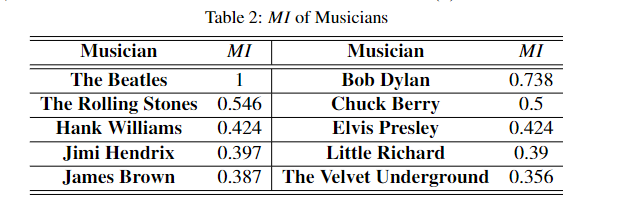 Table 2: MI of Musicians
Musician MI Musician MI
The Beatles 1 Bob Dylan 0.738
The Rolling Stones 0.546 Chuck Berry 0.5
Hank Williams 0.424 Elvis Presley 0.424
Jimi Hendrix 0.397 Little Richard 0.39
James Brown 0.387 The Velvet Underground 0.356